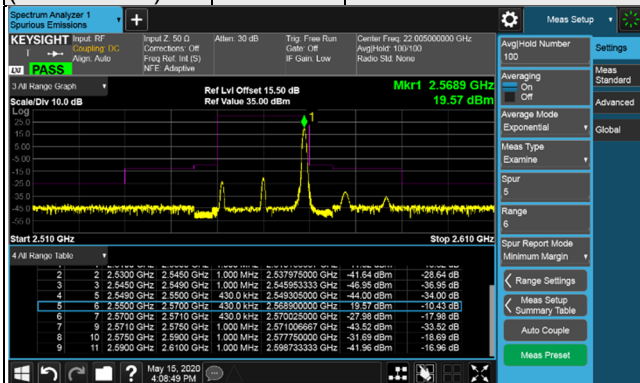 Spectrum Analyzer 1
Spurious Emissions
Meas Setup
KEYSIGHT
Input: RF
Coupling: DC
Align: Auto
Input Z: 50 Ω
Corrections: Off
Freq Ref: Int (S)
NFE: Adaptive
Atten: 30 dB
Trig: Free Run
Gate: Off
IF Gain: Low
Center Freq: 22.005000000 GHz
Avg|Hold: 100/100
Radio Std: None
LXI PASS
3 All Range Graph
Scale/Div 10.0 dB
Ref Lvl Offset 15.50 dB
Ref Value 35.00 dBm
Mkr1 2.5689 GHz
19.57 dBm
Log
25.0
15.0
5.00
-5.00
-15.0
-25.0
-35.0
-45.0
-55.0
1
Start 2.510 GHz
Stop 2.610 GHz
4 All Range Table
2 2 2.5300 GHz 2.5450 GHz 1.000 MHz 2.537975000 GHz -41.64 dBm -28.64 dB
3 3 2.5450 GHz 2.5490 GHz 1.000 MHz 2.545953333 GHz -46.95 dBm -36.95 dB
4 5 2.5490 GHz 2.5500 GHz 430.0 kHz 2.549305000 GHz -44.00 dBm -34.00 dB
5 6 2.5500 GHz 2.5700 GHz 430.0 kHz 2.568900000 GHz 19.57 dBm -10.43 dB
6 7 2.5700 GHz 2.5710 GHz 430.0 kHz 2.570025000 GHz -27.98 dBm -17.98 dB
7 9 2.5710 GHz 2.5750 GHz 1.000 MHz 2.571006667 GHz -43.52 dBm -33.52 dB
8 10 2.5750 GHz 2.5900 GHz 1.000 MHz 2.577750000 GHz -31.69 dBm -18.69 dB
9 11 2.5900 GHz 2.6100 GHz 1.000 MHz 2.598733333 GHz -41.96 dBm -16.96 dB
May 15, 2020
4:08:49 PM
Avg|Hold Number
100
Averaging
On
Off
Average Mode
Exponential
Meas Type
Examine
Spur
5
Range
6
Spur Report Mode
Minimum Margin
Range Settings
Meas Setup
Summary Table
Auto Couple
Meas Preset
Settings
Meas
Standard
Advanced
Global